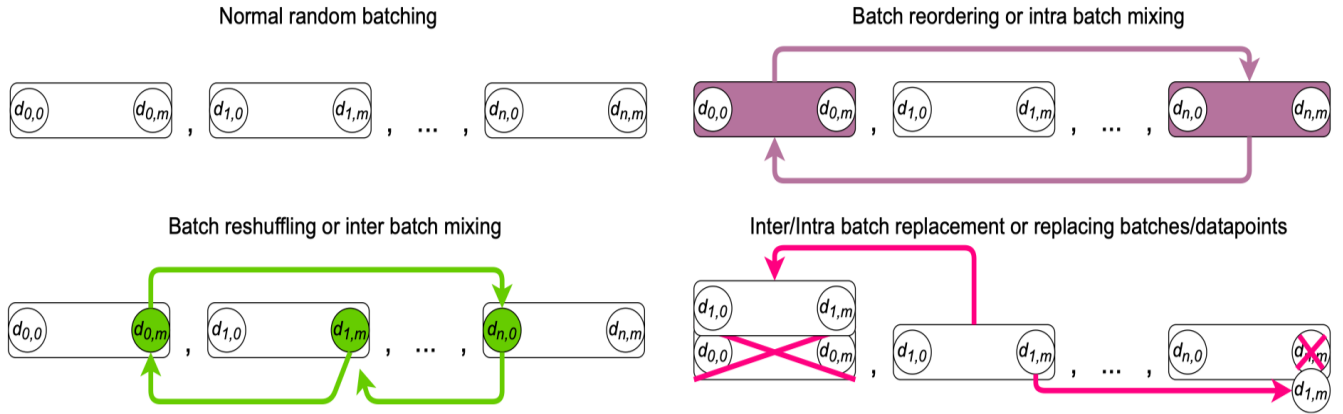 Normal random batching
d0,0 d0,m , d1,0 d1,m , ... , dn,0 dn,m
Batch reordering or intra batch mixing
d0,0 d0,m , d1,0 d1,m , ... , dn,0 dn,m
Batch reshuffling or inter batch mixing
d0,0 d0,m , d1,0 d1,m , ... , dn,0 dn,m
Inter/Intra batch replacement or replacing batches/datapoints
d1,0 d1,m
d0,0 d0,m , d1,0 d1,m , ... , dn,0
d1,m